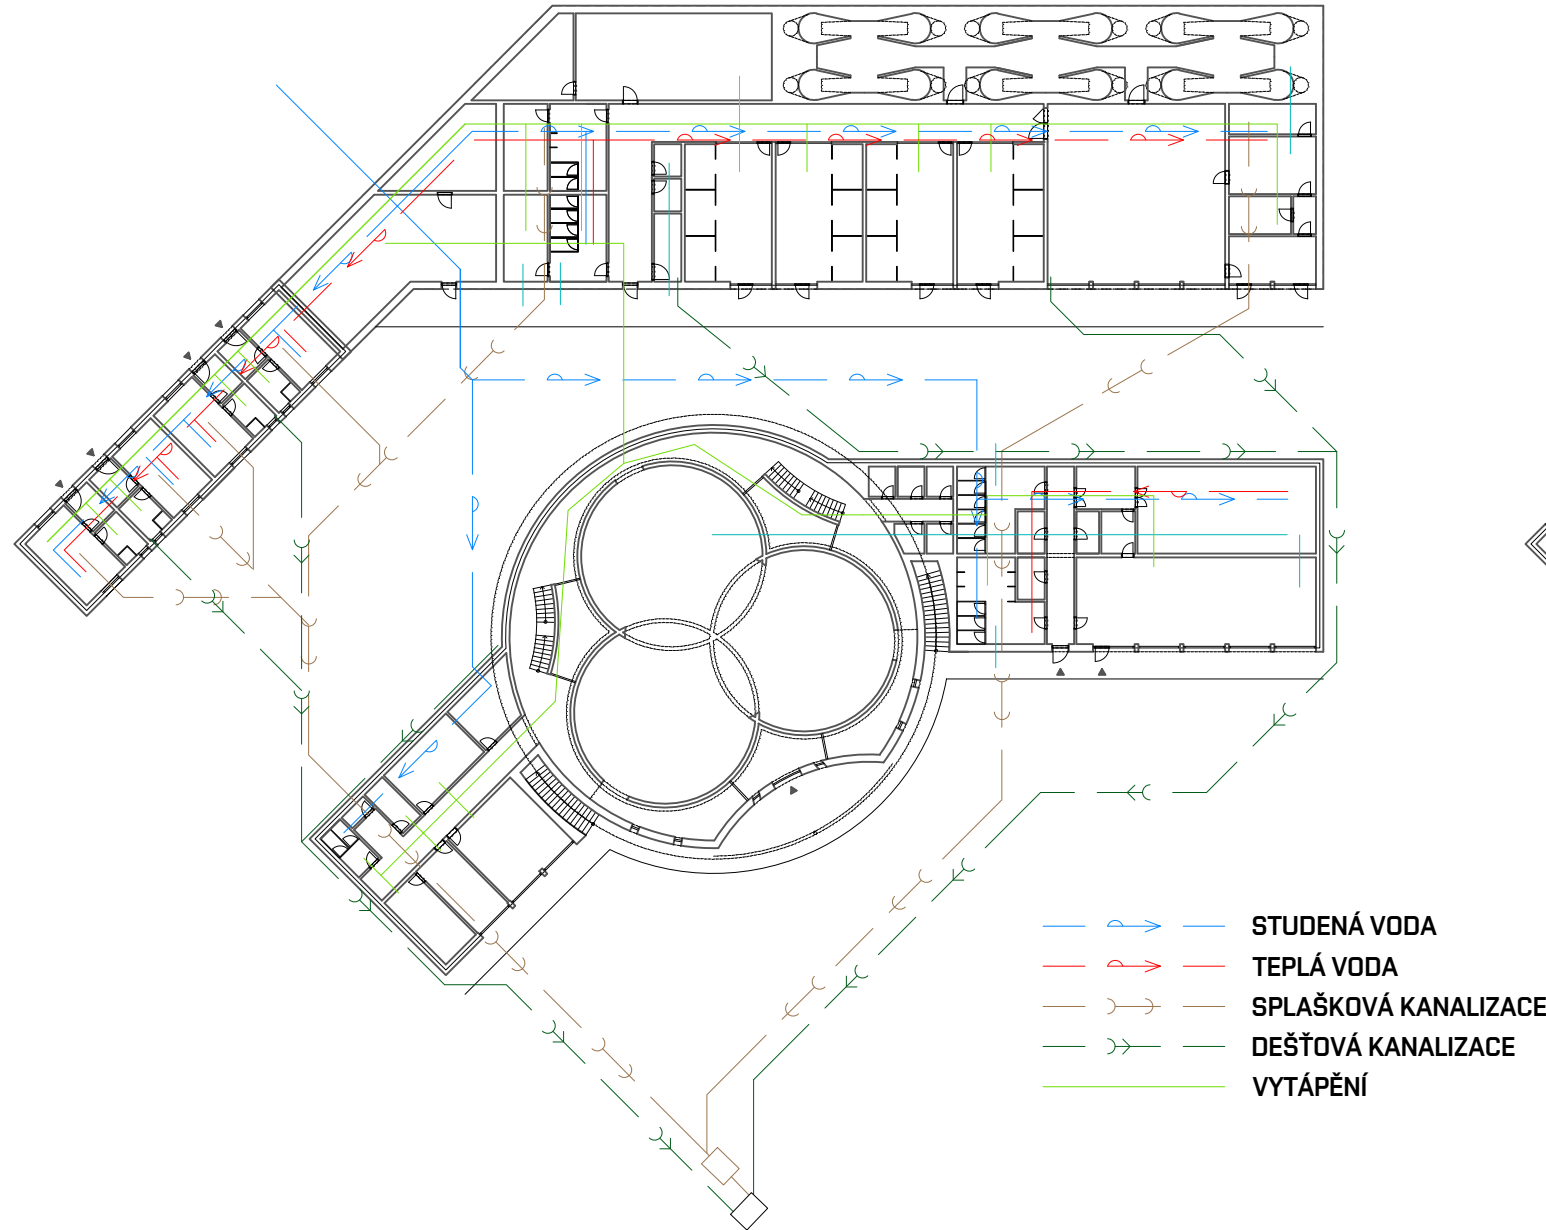 STUDENÁ VODA
TEPLÁ VODA
SPLAŠKOVÁ KANALIZACE
DEŠŤOVÁ KANALIZACE
VYTÁPĚNÍ